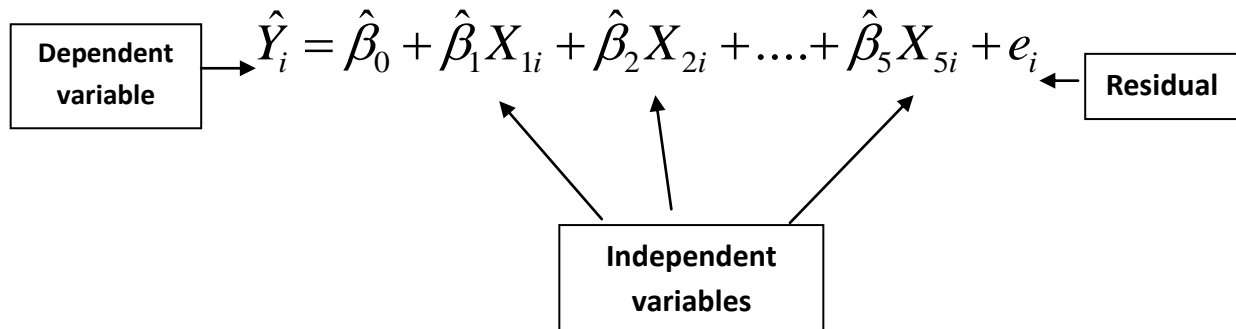 Ŷᵢ = β̂₀ + β̂₁X₁ᵢ + β̂₂X₂ᵢ + .... + β̂₅X₅ᵢ + eᵢ
Dependent
variable
Residual
Independent
variables